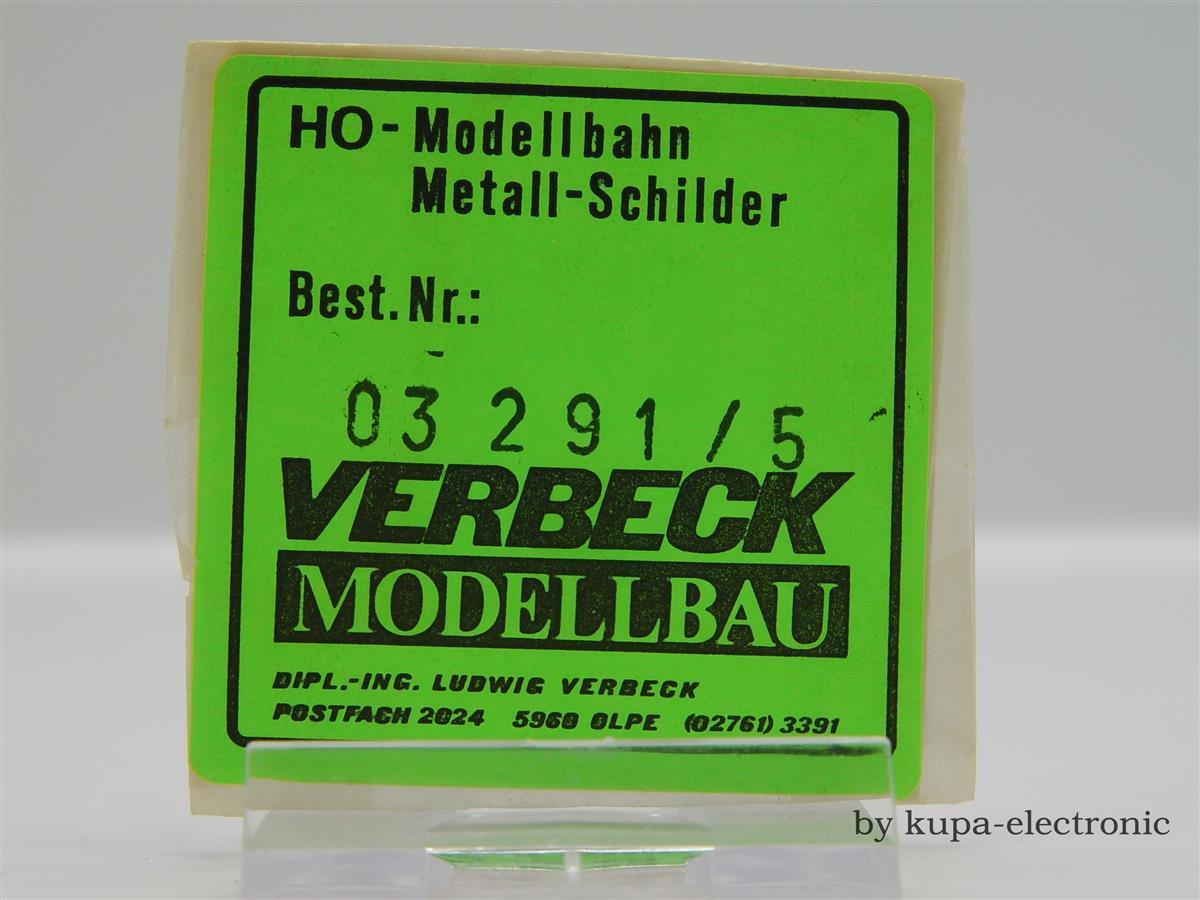 HO-Modellbahn
Metall-Schilder
Best.Nr.:
03 291/5
VERBECK
MODELLBAU
DIPL.-ING. LUDWIG VERBECK
POSTFACH 2024 5960 OLPE (02761) 3391
by kupa-electronic